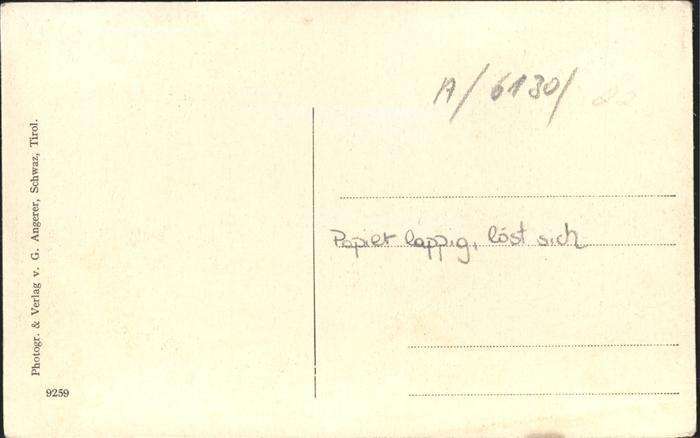 A/6130/
Papier lappig, löst sich
Photogr. & Verlag v. G. Angerer, Schwaz, Tirol.
9259